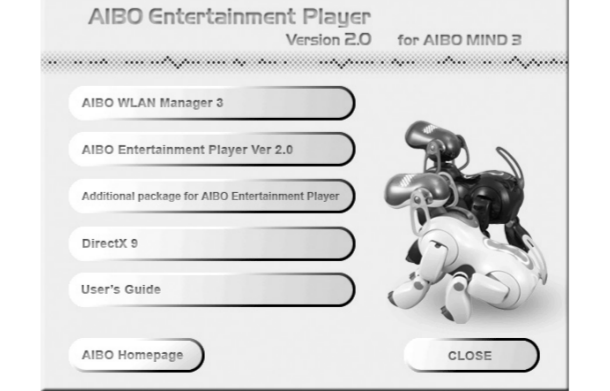 AIBO Entertainment Player
Version 2.0 for AIBO MIND 3
AIBO WLAN Manager 3
AIBO Entertainment Player Ver 2.0
Additional package for AIBO Entertainment Player
DirectX 9
User's Guide
AIBO Homepage
CLOSE